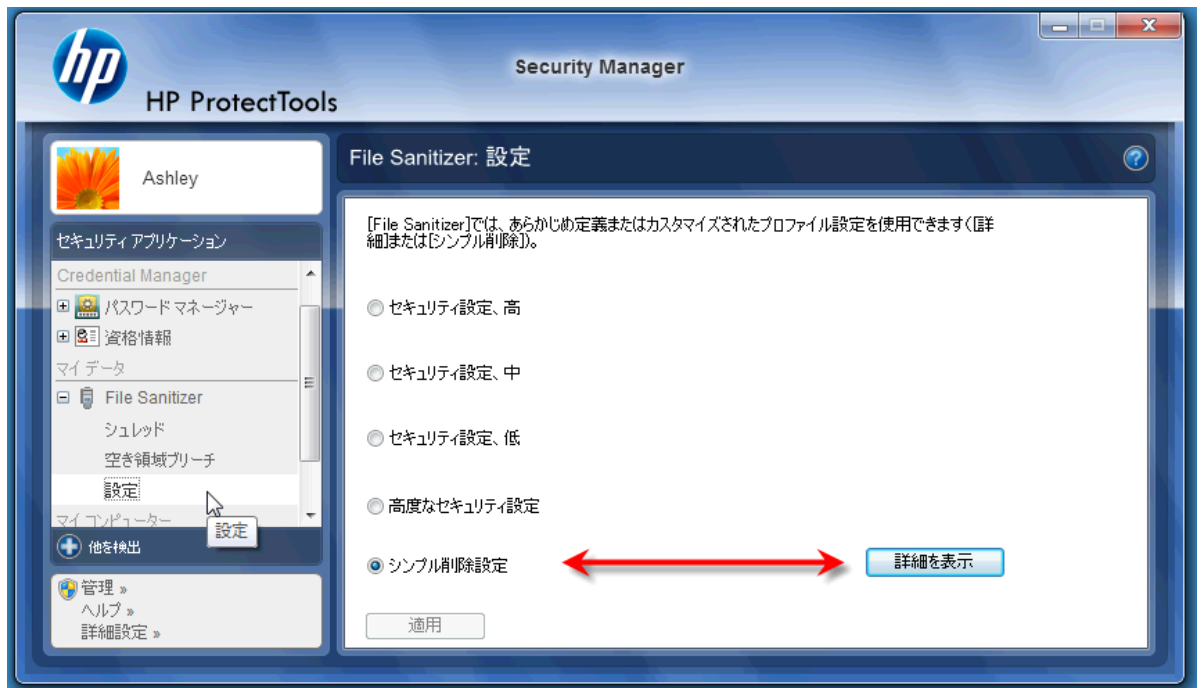 hp
HP ProtectTools
Security Manager
Ashley
セキュリティ アプリケーション
Credential Manager
パスワード マネージャー
資格情報
マイ データ
File Sanitizer
シュレッド
空き領域ブリーチ
設定
マイ コンピューター
設定
他を検出
管理 »
ヘルプ »
詳細設定 »
File Sanitizer: 設定
?
[File Sanitizer]では、あらかじめ定義またはカスタマイズされたプロファイル設定を使用できます([詳
細]または[シンプル削除])。
セキュリティ設定、高
セキュリティ設定、中
セキュリティ設定、低
高度なセキュリティ設定
シンプル削除設定
詳細を表示
適用